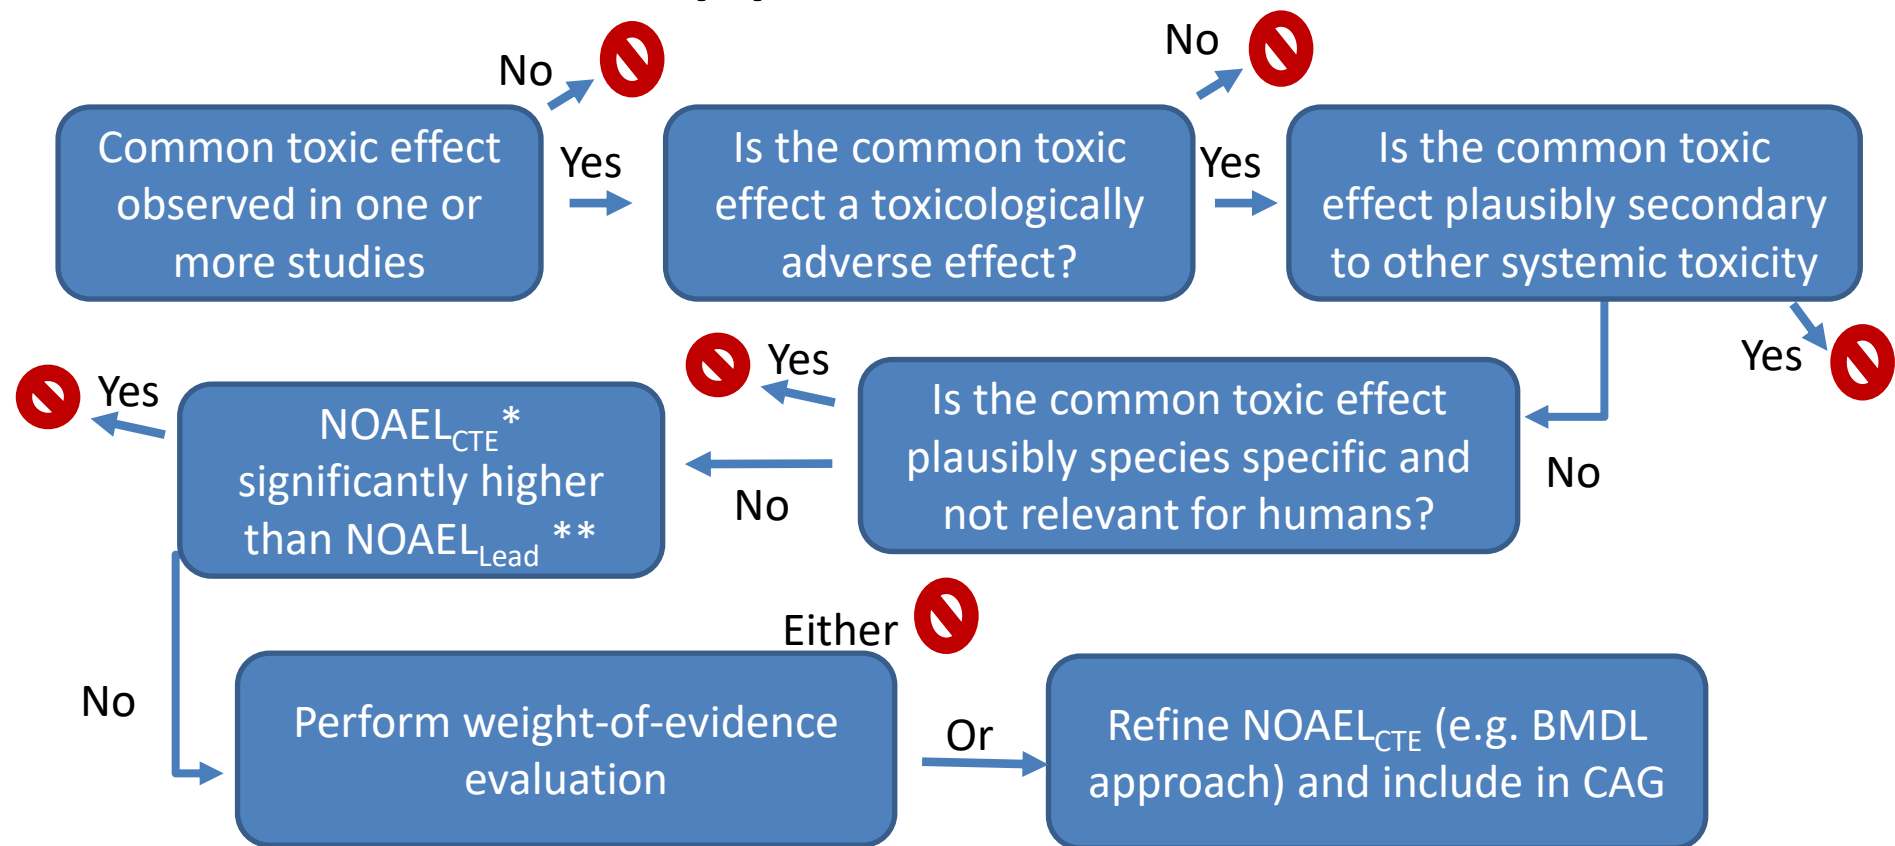 No
No
Common toxic effect
observed in one or
more studies
Yes
Is the common toxic
effect a toxicologically
adverse effect?
Yes
Is the common toxic
effect plausibly secondary
to other systemic toxicity
Yes
No
Is the common toxic effect
plausibly species specific and
not relevant for humans?
Yes
No
NOAELCTE*
significantly higher
than NOAELLead **
Yes
No
Perform weight-of-evidence
evaluation
Either
Or
Refine NOAELCTE (e.g. BMDL
approach) and include in CAG